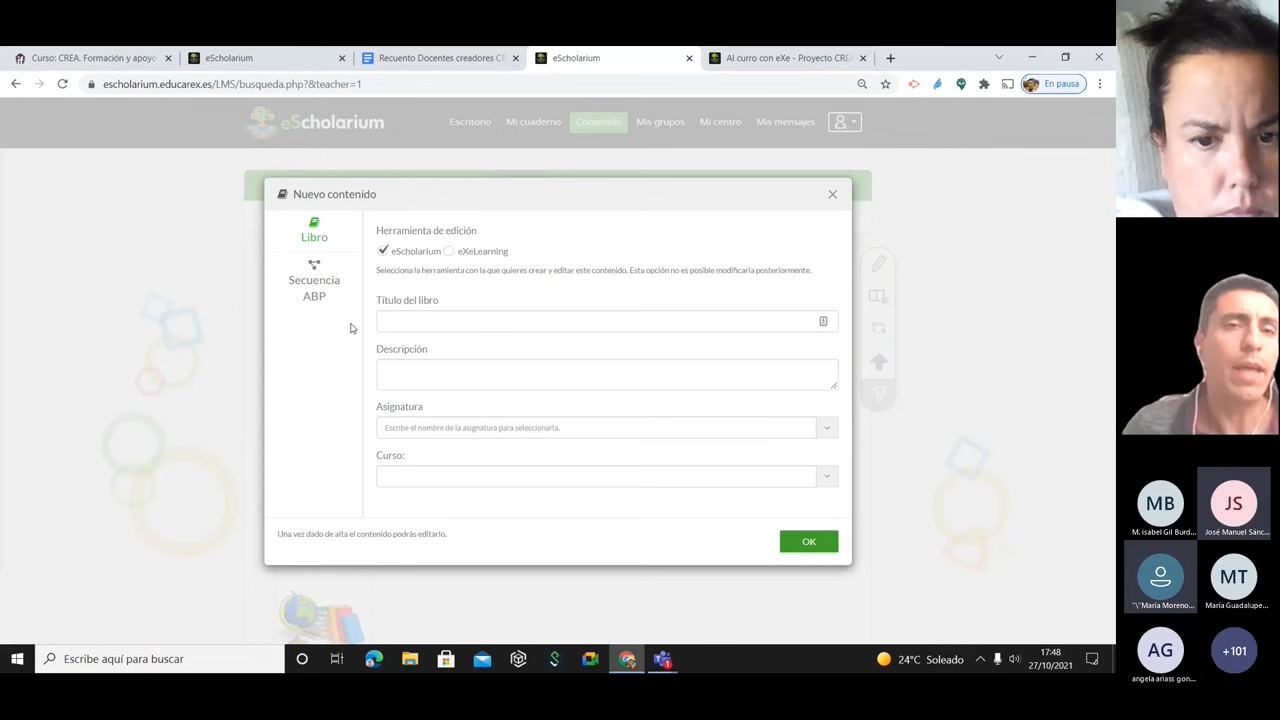 Curso: CREA. Formación y apoyo
eScholarium
Recuento Docentes creadores CR
eScholarium
Al curro con eXe - Proyecto CREA
escholarium.educarex.es/LMS/busqueda.php?&teacher=1
En pausa
eScholarium
Escritorio
Mi cuaderno
Contenido
Mis grupos
Mi centro
Mis mensajes
Nuevo contenido
Libro
Secuencia
ABP
Herramienta de edición
eScholarium
eXeLearning
Selecciona la herramienta con la que quieres crear y editar este contenido. Esta opción no es posible modificarla posteriormente.
Título del libro
Descripción
Asignatura
Escribe el nombre de la asignatura para seleccionarla.
Curso:
Una vez dado de alta el contenido podrás editarlo.
OK
MB
M. isabel Gil Burd...
JS
José Manuel Sánc...
"\"María Moreno...
MT
María Guadalupe...
AG
angela ariass gon...
+101
Escribe aquí para buscar
24°C Soleado
17:48
27/10/2021